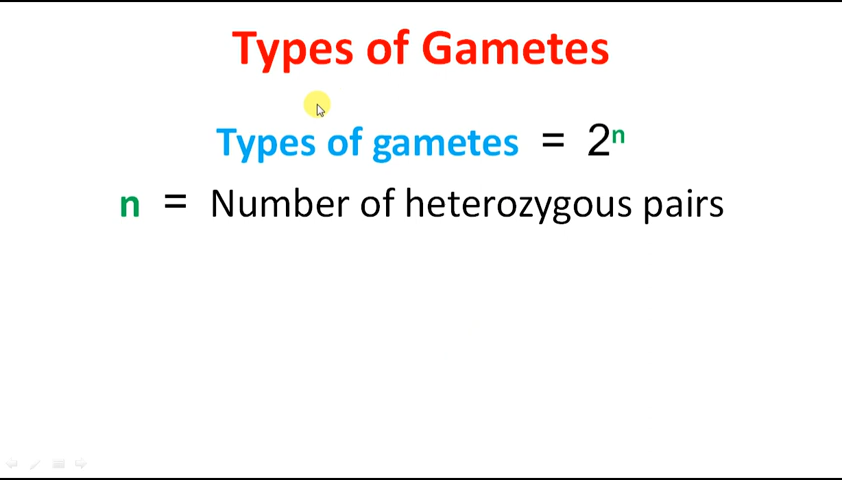 Types of Gametes
Types of gametes = 2ⁿ
n = Number of heterozygous pairs